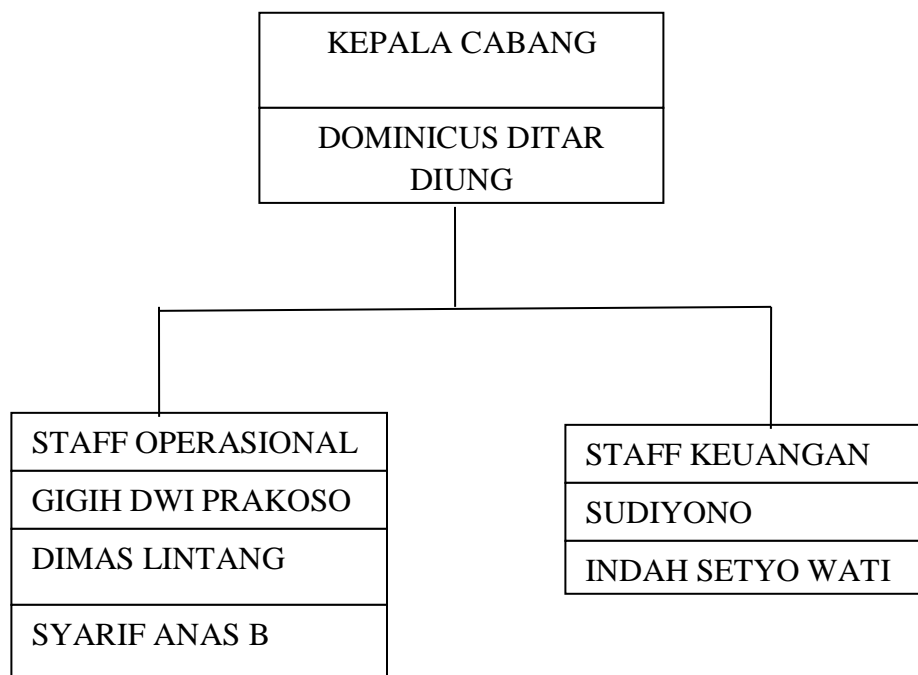 KEPALA CABANG
DOMINICUS DITAR
DIUNG
STAFF OPERASIONAL
GIGIH DWI PRAKOSO
DIMAS LINTANG
SYARIF ANAS B
STAFF KEUANGAN
SUDIYONO
INDAH SETYO WATI